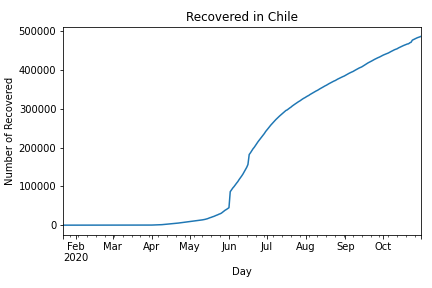 Recovered in Chile
Number of Recovered
500000
400000
300000
200000
100000
0
Feb Mar Apr May Jun Jul Aug Sep Oct
2020
Day